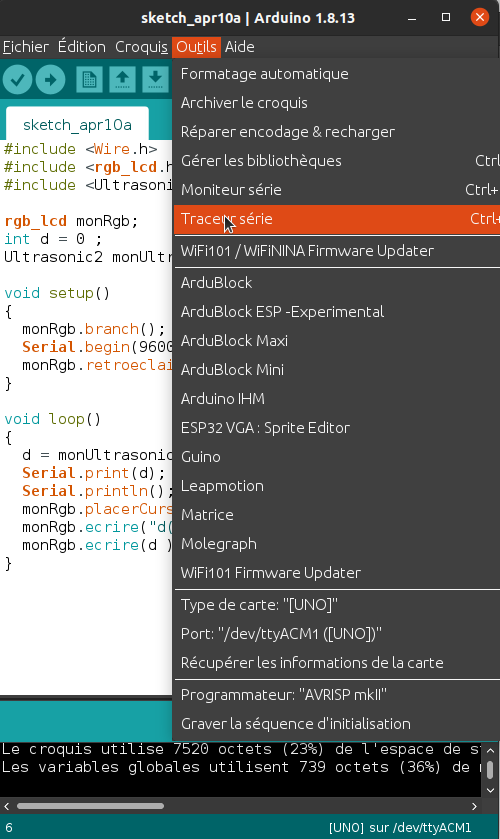 sketch_apr10a | Arduino 1.8.13
Fichier Édition Croquis Outils Aide
sketch_apr10a
#include <Wire.h>
#include <rgb_lcd.h
#include <Ultrasoni
rgb_lcd monRgb;
int d = 0 ;
Ultrasonic2 monUltr
void setup()
{
monRgb.branch();
Serial.begin(9600
monRgb.retroeclai
}
void loop()
{
d = monUltrasonic
Serial.print(d);
Serial.println();
monRgb.placerCurs
monRgb.ecrire("d(
monRgb.ecrire(d )
}
Formatage automatique
Archiver le croquis
Réparer encodage & recharger
Gérer les bibliothèques Ctrl
Moniteur série Ctrl+
Traceur série Ctrl+
WiFi101 / WiFiNINA Firmware Updater
ArduBlock
ArduBlock ESP -Experimental
ArduBlock Maxi
ArduBlock Mini
Arduino IHM
ESP32 VGA : Sprite Editor
Guino
Leapmotion
Matrice
Molegraph
WiFi101 Firmware Updater
Type de carte: "[UNO]"
Port: "/dev/ttyACM1 ([UNO])"
Récupérer les informations de la carte
Programmateur: "AVRISP mkII"
Graver la séquence d'initialisation
Le croquis utilise 7520 octets (23%) de l'espace de st
Les variables globales utilisent 739 octets (36%) de
6 [UNO] sur /dev/ttyACM1